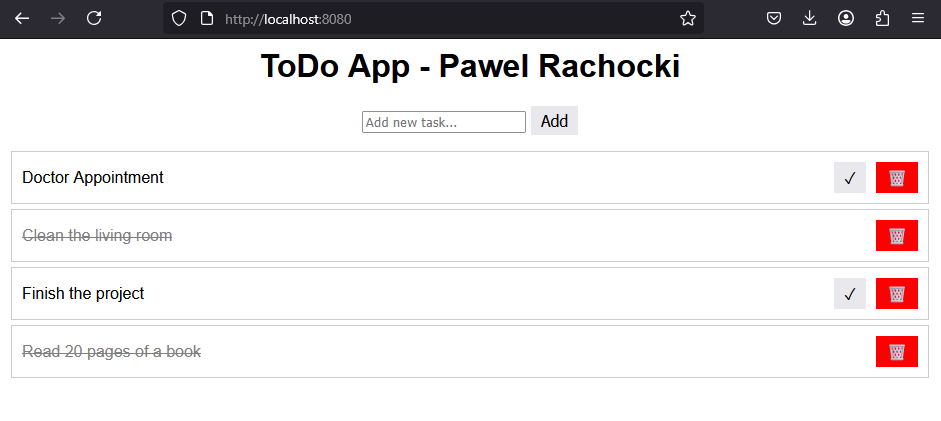 http://localhost:8080
ToDo App - Pawel Rachocki
Add new task...
Add
Doctor Appointment
Clean the living room
Finish the project
Read 20 pages of a book